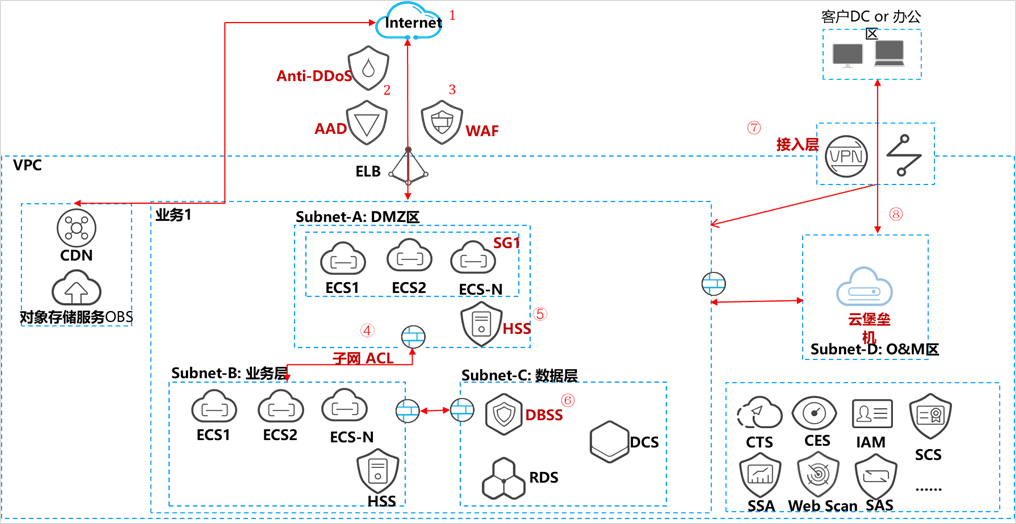 Internet
1
客户DC or 办公
区
Anti-DDoS
2
3
AAD
WAF
⑦
接入层
VPN
VPC
ELB
业务1
Subnet-A: DMZ区
⑧
SG1
CDN
ECS1
ECS2
ECS-N
对象存储服务OBS
⑤
HSS
④
云堡垒
机
子网 ACL
Subnet-D: O&M区
Subnet-B: 业务层
Subnet-C: 数据层
⑥
DBSS
ECS1
ECS2
ECS-N
DCS
HSS
RDS
CTS
CES
IAM
SCS
SSA
Web Scan
SAS
......